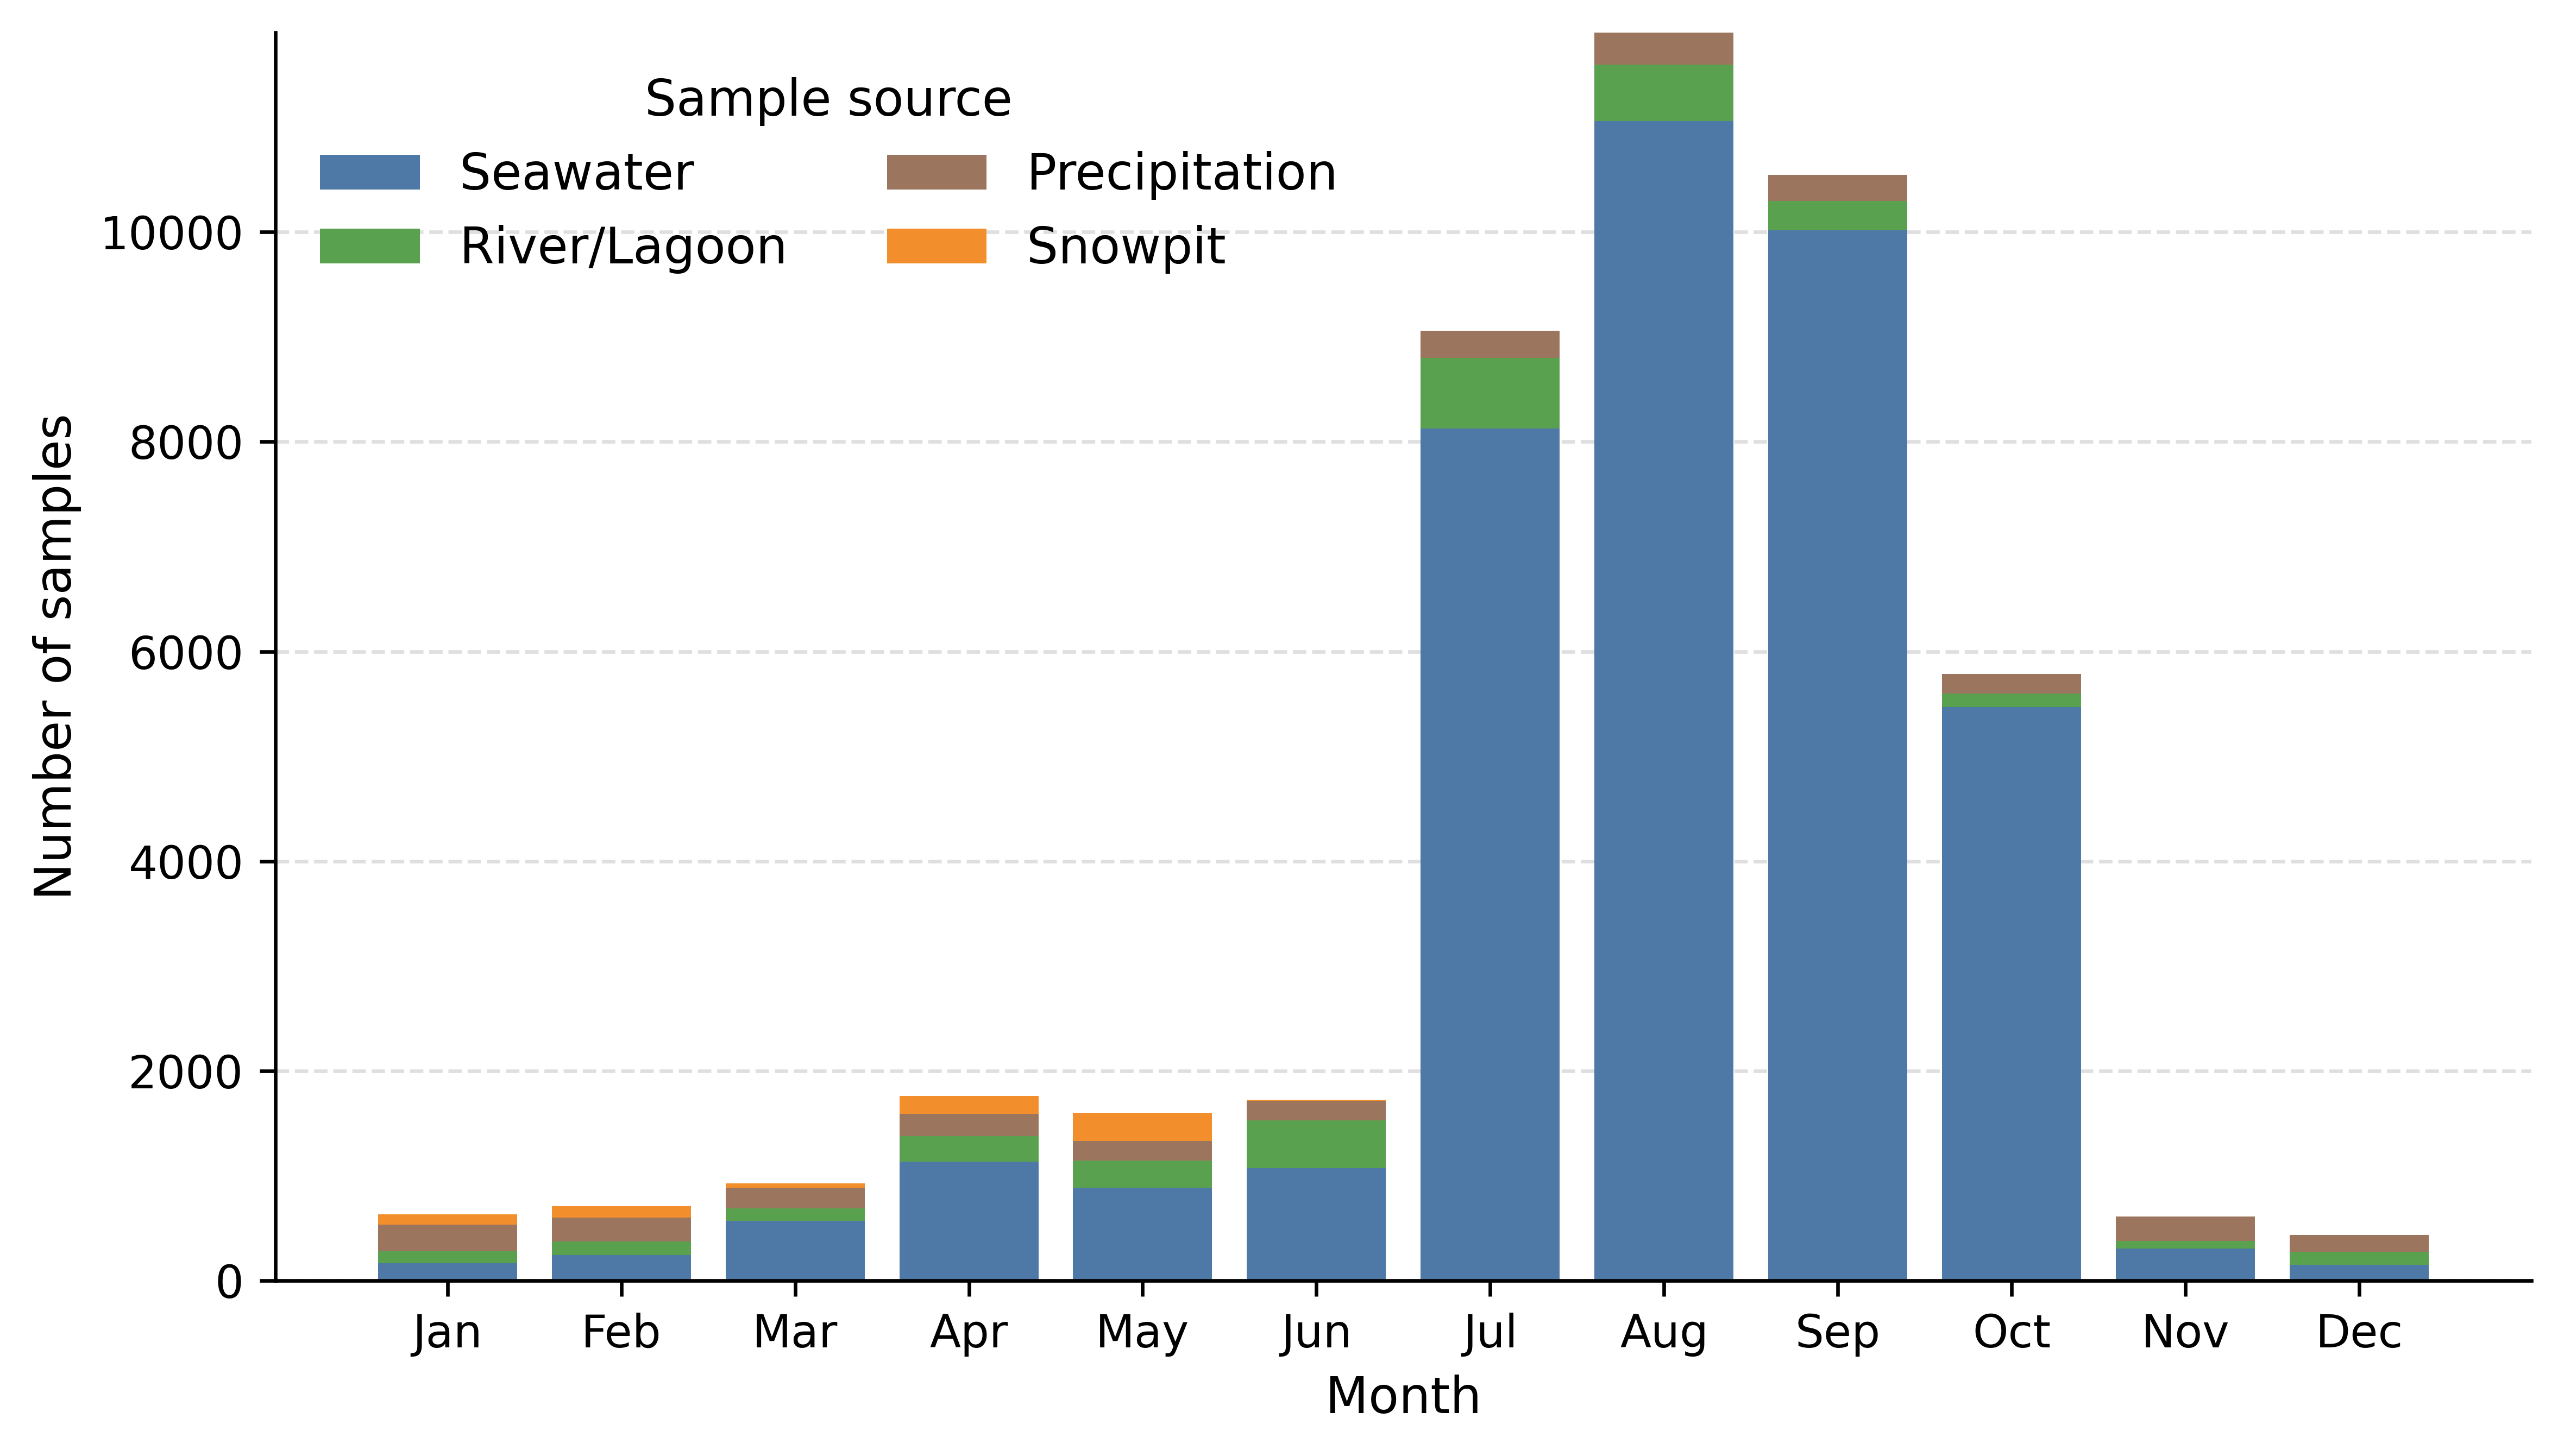 Sample source
Seawater
Precipitation
River/Lagoon
Snowpit
Number of samples
10000
8000
6000
4000
2000
0
Jan Feb Mar Apr May Jun Jul Aug Sep Oct Nov Dec
Month